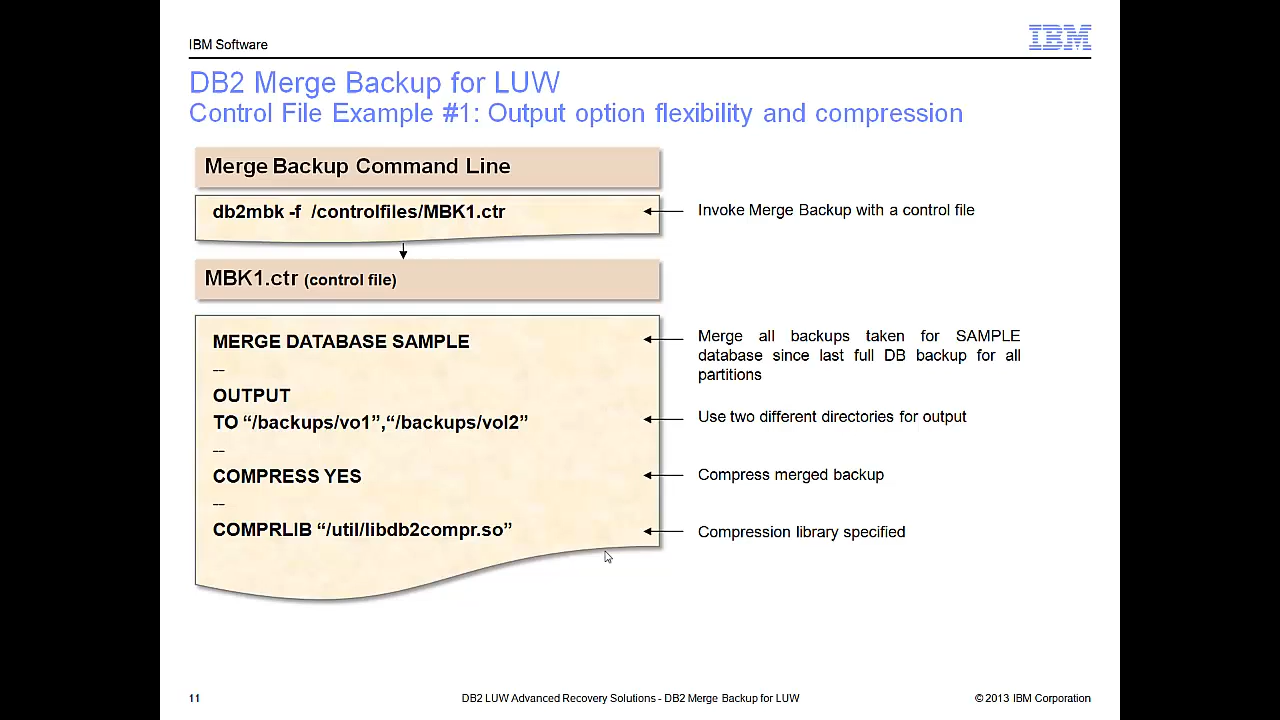 IBM Software
IBM
DB2 Merge Backup for LUW
Control File Example #1: Output option flexibility and compression
Merge Backup Command Line
db2mbk -f /controlfiles/MBK1.ctr
Invoke Merge Backup with a control file
MBK1.ctr (control file)
MERGE DATABASE SAMPLE
Merge all backups taken for SAMPLE
database since last full DB backup for all
partitions
--
OUTPUT
TO “/backups/vo1”,“/backups/vol2”
Use two different directories for output
--
COMPRESS YES
Compress merged backup
--
COMPRLIB “/util/libdb2compr.so”
Compression library specified
11
DB2 LUW Advanced Recovery Solutions - DB2 Merge Backup for LUW
© 2013 IBM Corporation